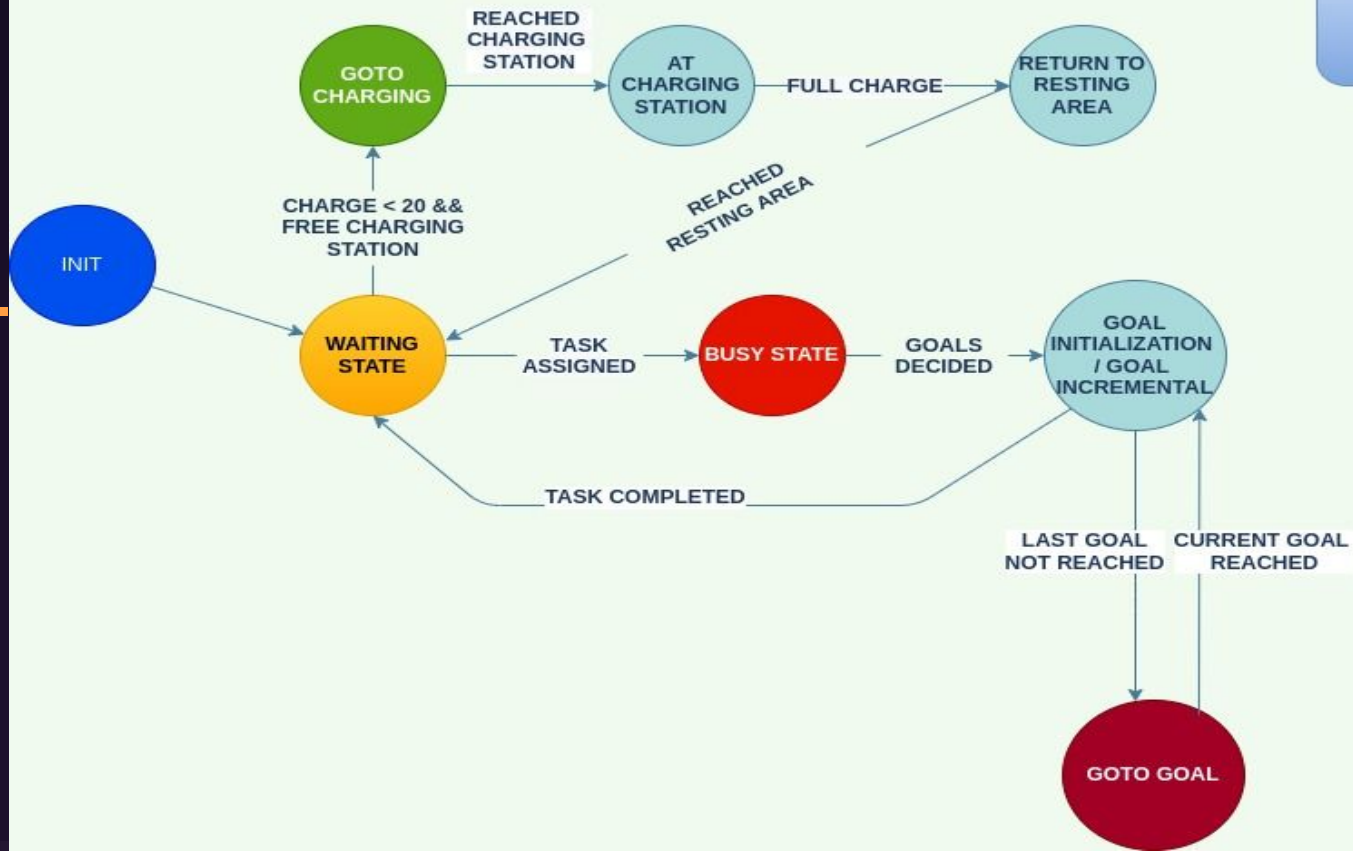 REACHED
CHARGING
STATION
GOTO
CHARGING
AT
CHARGING
STATION
FULL CHARGE
RETURN TO
RESTING
AREA
REACHED
RESTING AREA
CHARGE < 20 &&
FREE CHARGING
STATION
INIT
WAITING
STATE
TASK
ASSIGNED
BUSY STATE
GOALS
DECIDED
GOAL
INITIALIZATION
/ GOAL
INCREMENTAL
TASK COMPLETED
LAST GOAL
NOT REACHED
CURRENT GOAL
REACHED
GOTO GOAL